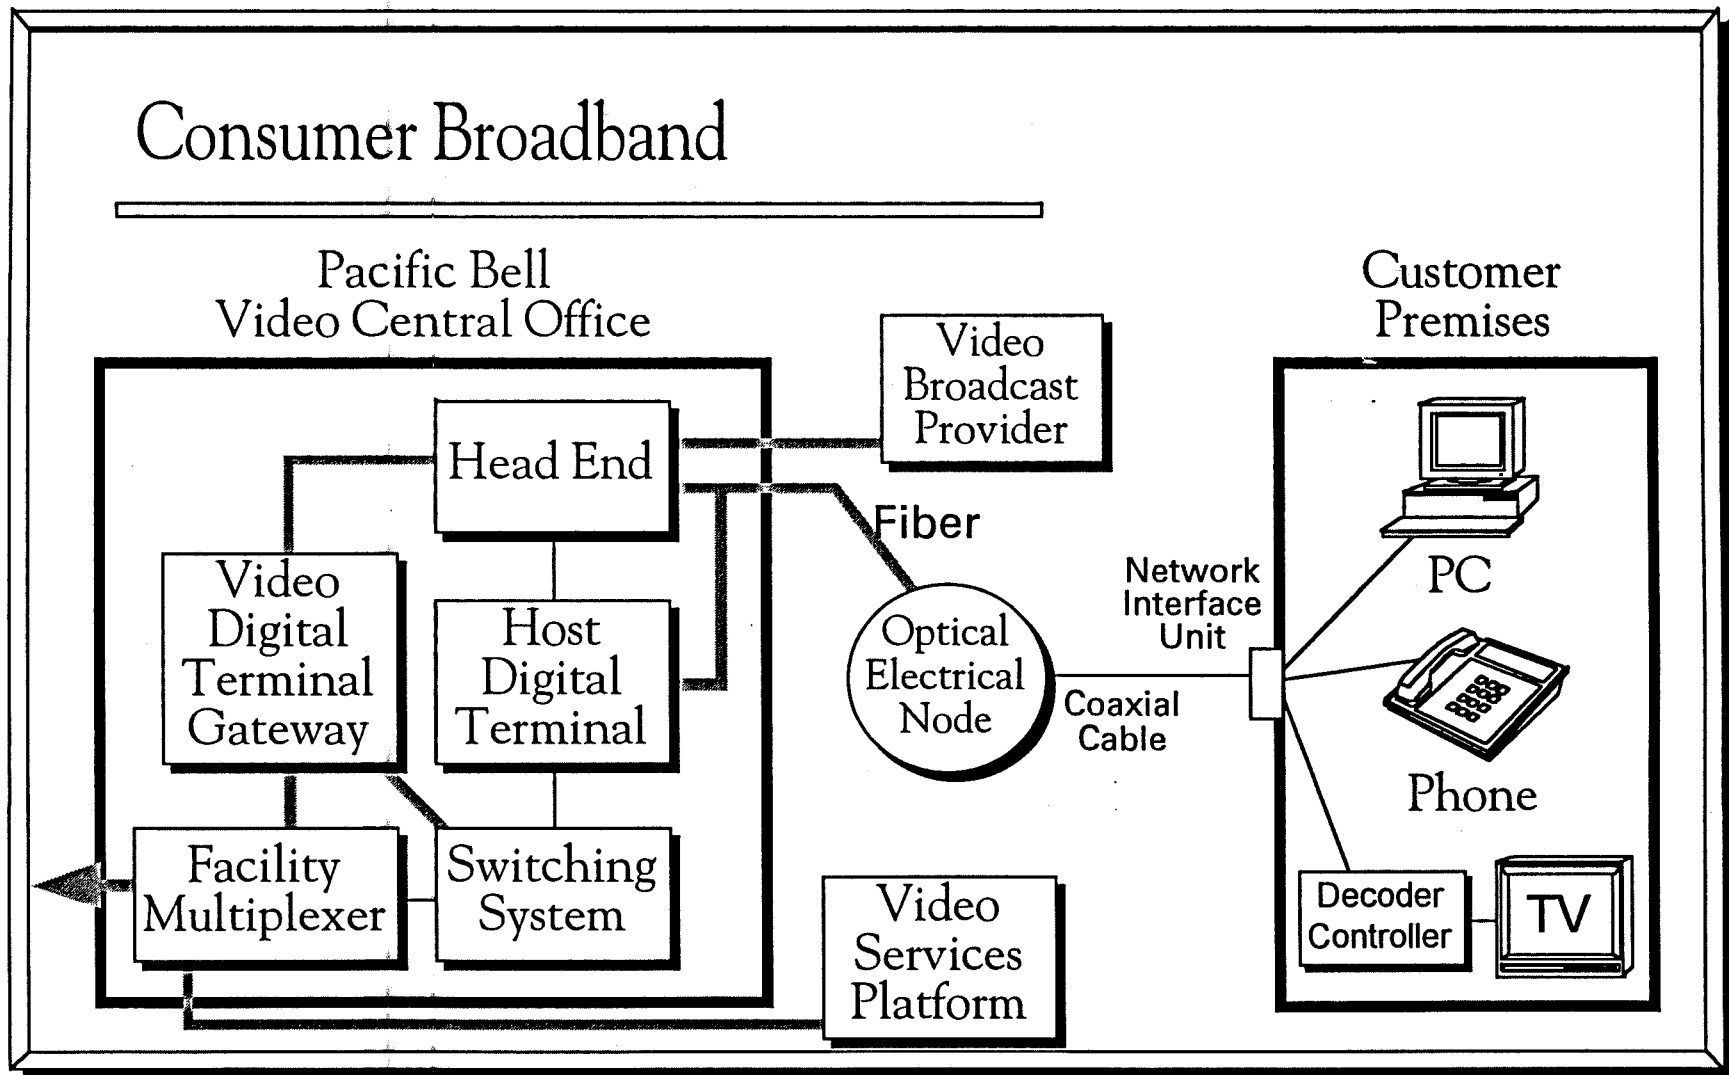 Consumer Broadband
Pacific Bell
Video Central Office
Head End
Video
Digital
Terminal
Gateway
Host
Digital
Terminal
Facility
Multiplexer
Switching
System
Video
Broadcast
Provider
Fiber
Optical
Electrical
Node
Video
Services
Platform
Network
Interface
Unit
Coaxial
Cable
Customer
Premises
PC
Phone
Decoder
Controller
TV